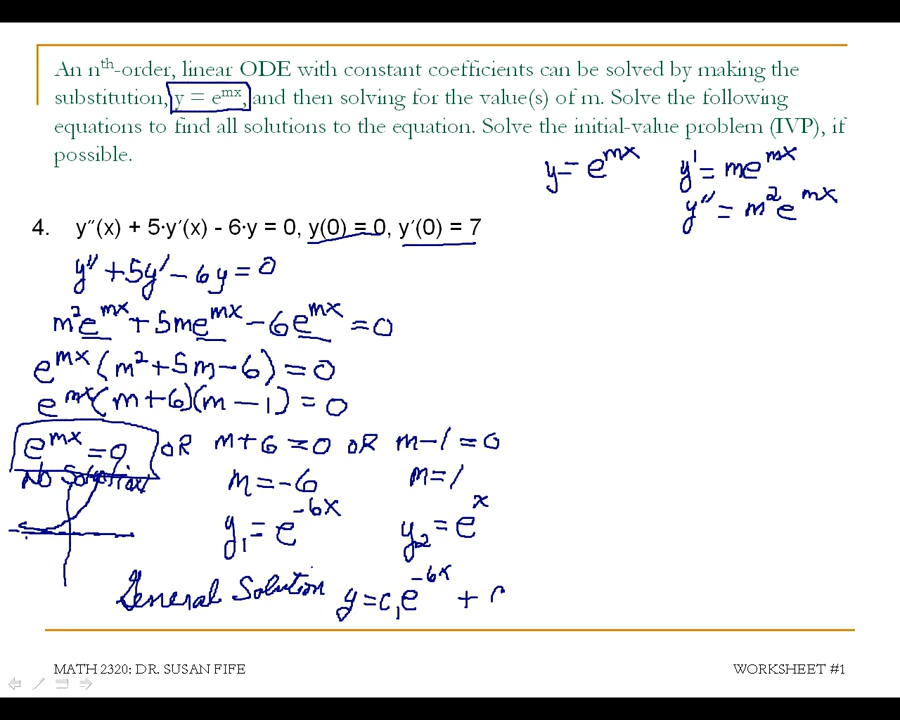 An nth-order, linear ODE with constant coefficients can be solved by making the
substitution, y = e^mx, and then solving for the value(s) of m. Solve the following
equations to find all solutions to the equation. Solve the initial-value problem (IVP), if
possible.
y = e^mx y' = me^mx
y'' = m²e^mx
4. y″(x) + 5·y′(x) - 6·y = 0, y(0) = 0, y′(0) = 7
y'' + 5y' - 6y = 0
m²e^mx + 5me^mx - 6e^mx = 0
e^mx (m² + 5m - 6) = 0
e^mx (m + 6)(m - 1) = 0
e^mx = 0 OR m + 6 = 0 OR m - 1 = 0
No Solution m = -6 m = 1
y₁ = e^-6x y₂ = e^x
General Solution y = c₁e^-6x + c
MATH 2320: DR. SUSAN FIFE WORKSHEET #1